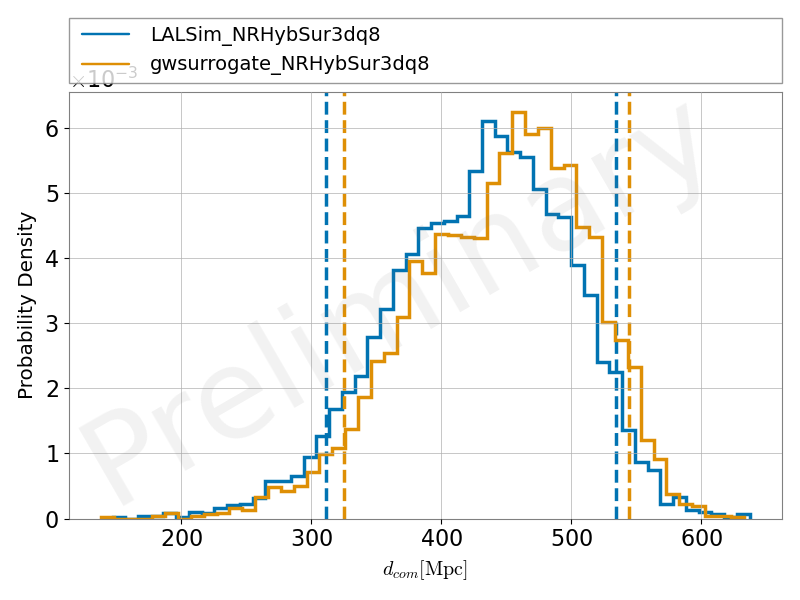 LALSim_NRHybSur3dq8
gwsurrogate_NRHybSur3dq8
×10⁻³
Preliminary
Probability Density
6
5
4
3
2
1
0
200 300 400 500 600
d_com[Mpc]